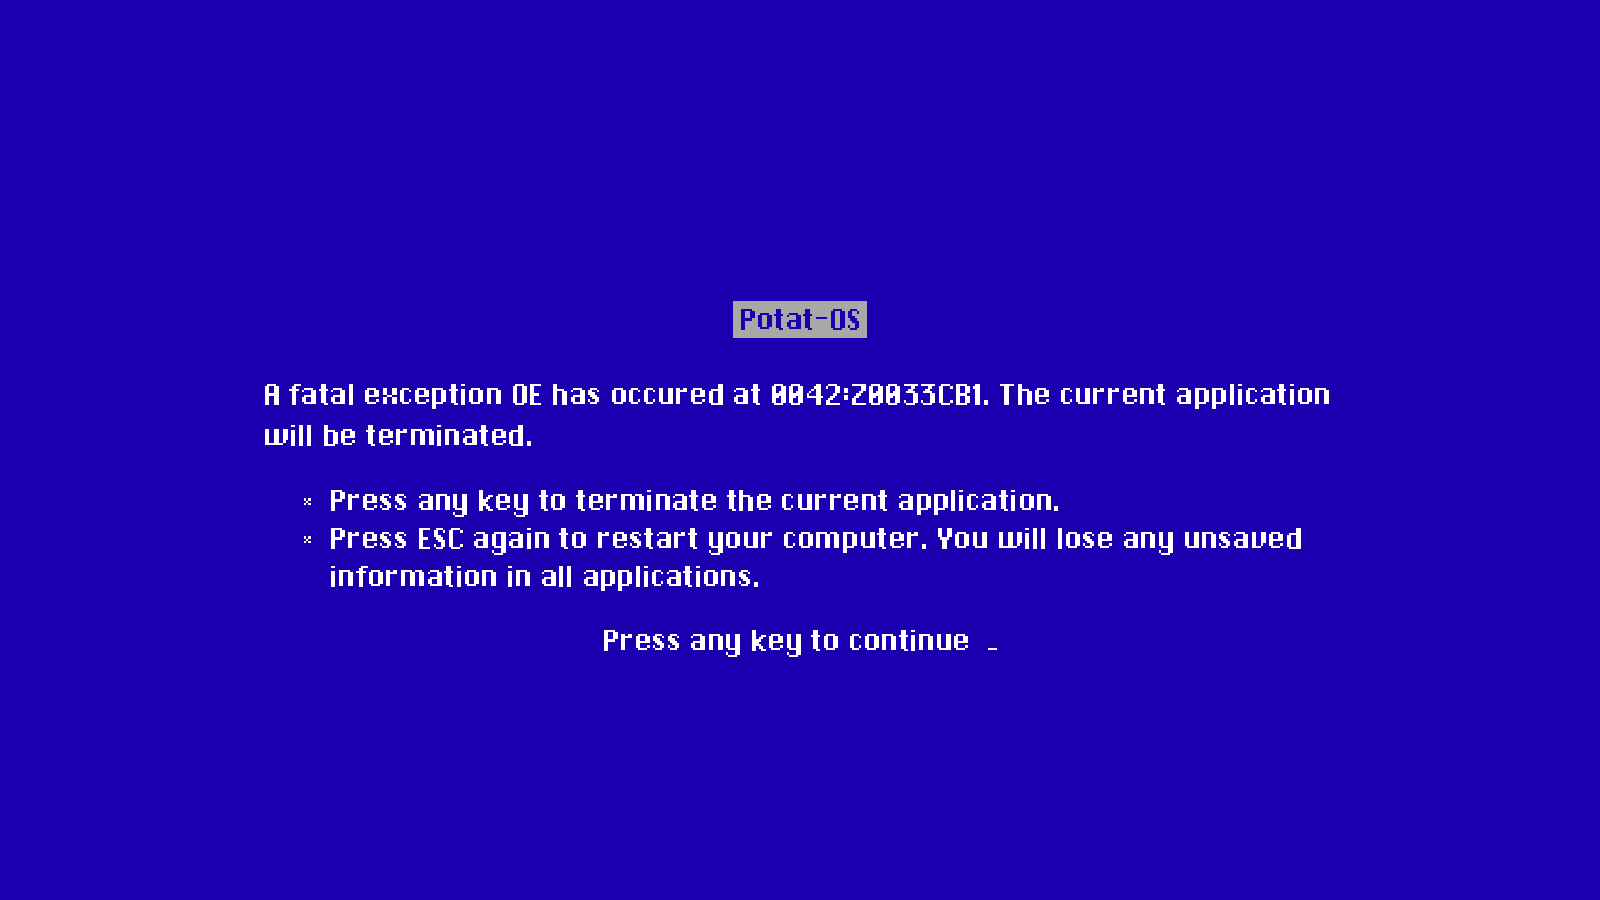 Potat-OS
A fatal exception OE has occured at 0042:Z0033CB1. The current application
will be terminated.
* Press any key to terminate the current application.
* Press ESC again to restart your computer. You will lose any unsaved
information in all applications.
Press any key to continue _